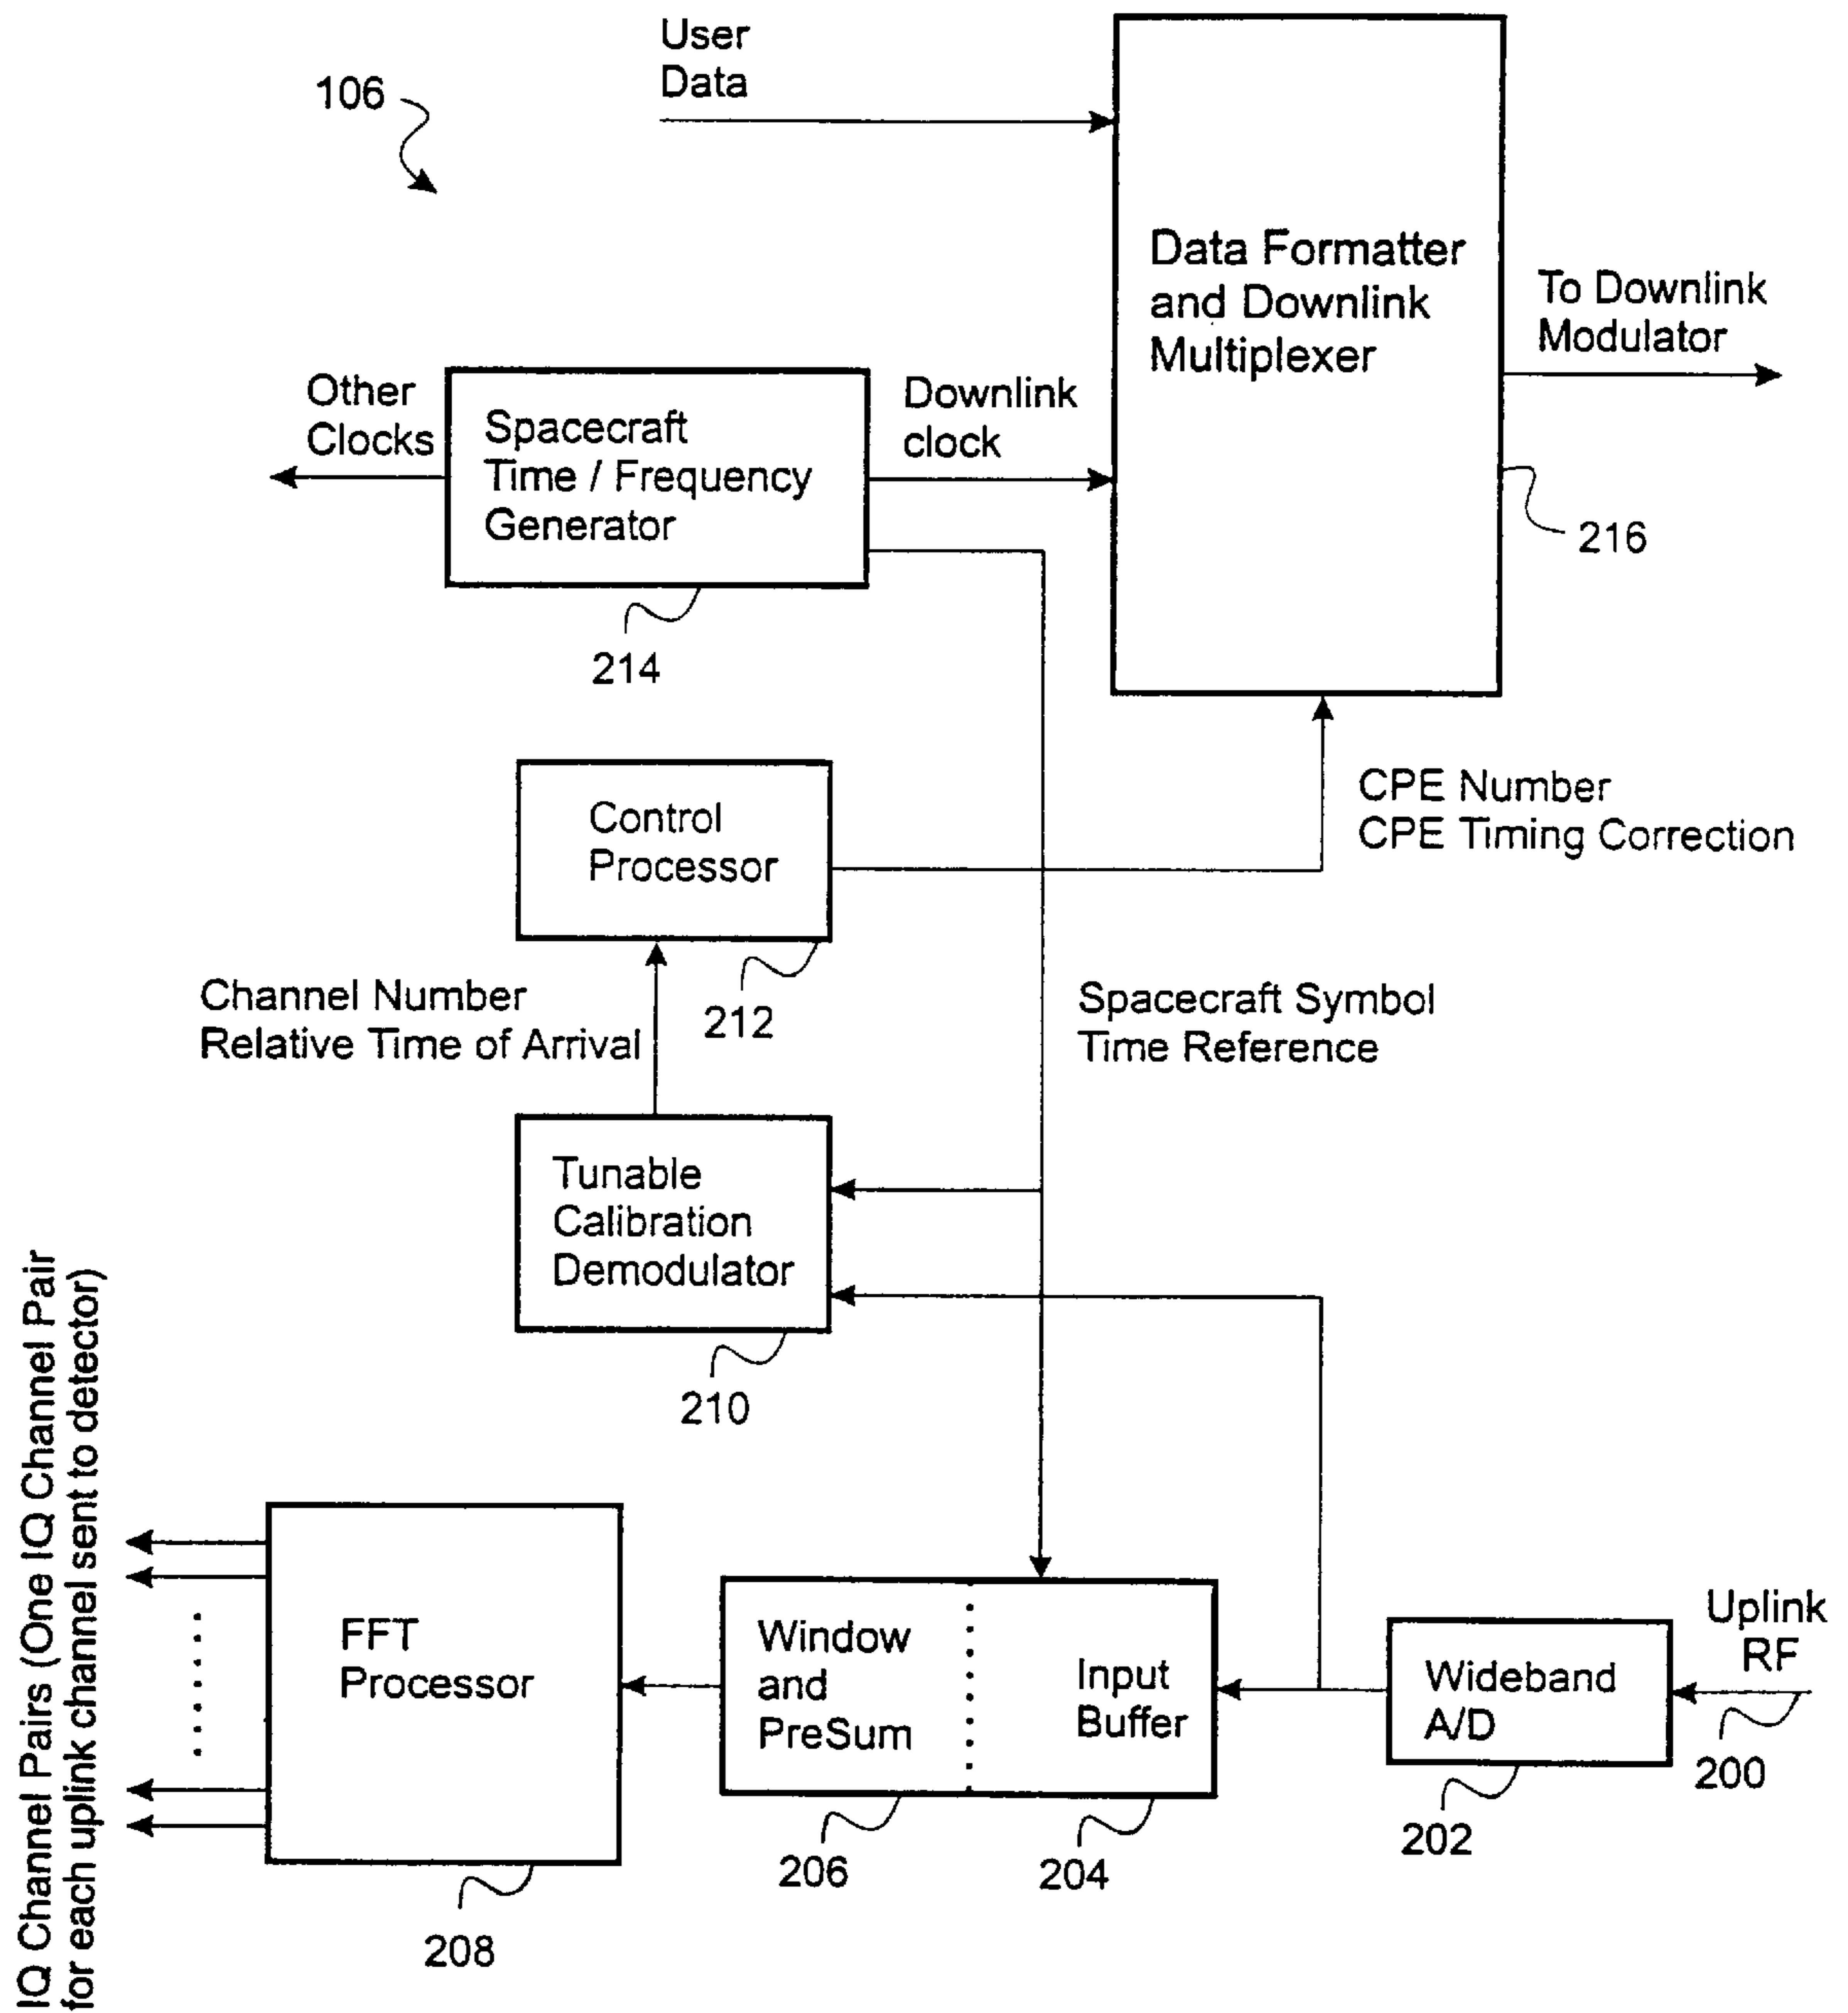 User
Data
106
Data Formatter
and Downlink
Multiplexer
To Downlink
Modulator
Other
Clocks
Spacecraft
Time / Frequency
Generator
Downlink
clock
216
214
Control
Processor
CPE Number
CPE Timing Correction
Channel Number
Relative Time of Arrival
212
Spacecraft Symbol
Time Reference
Tunable
Calibration
Demodulator
210
IQ Channel Pairs (One IQ Channel Pair
for each uplink channel sent to detector)
FFT
Processor
Window
and
PreSum
Input
Buffer
Wideband
A/D
Uplink
RF
200
202
206
204
208